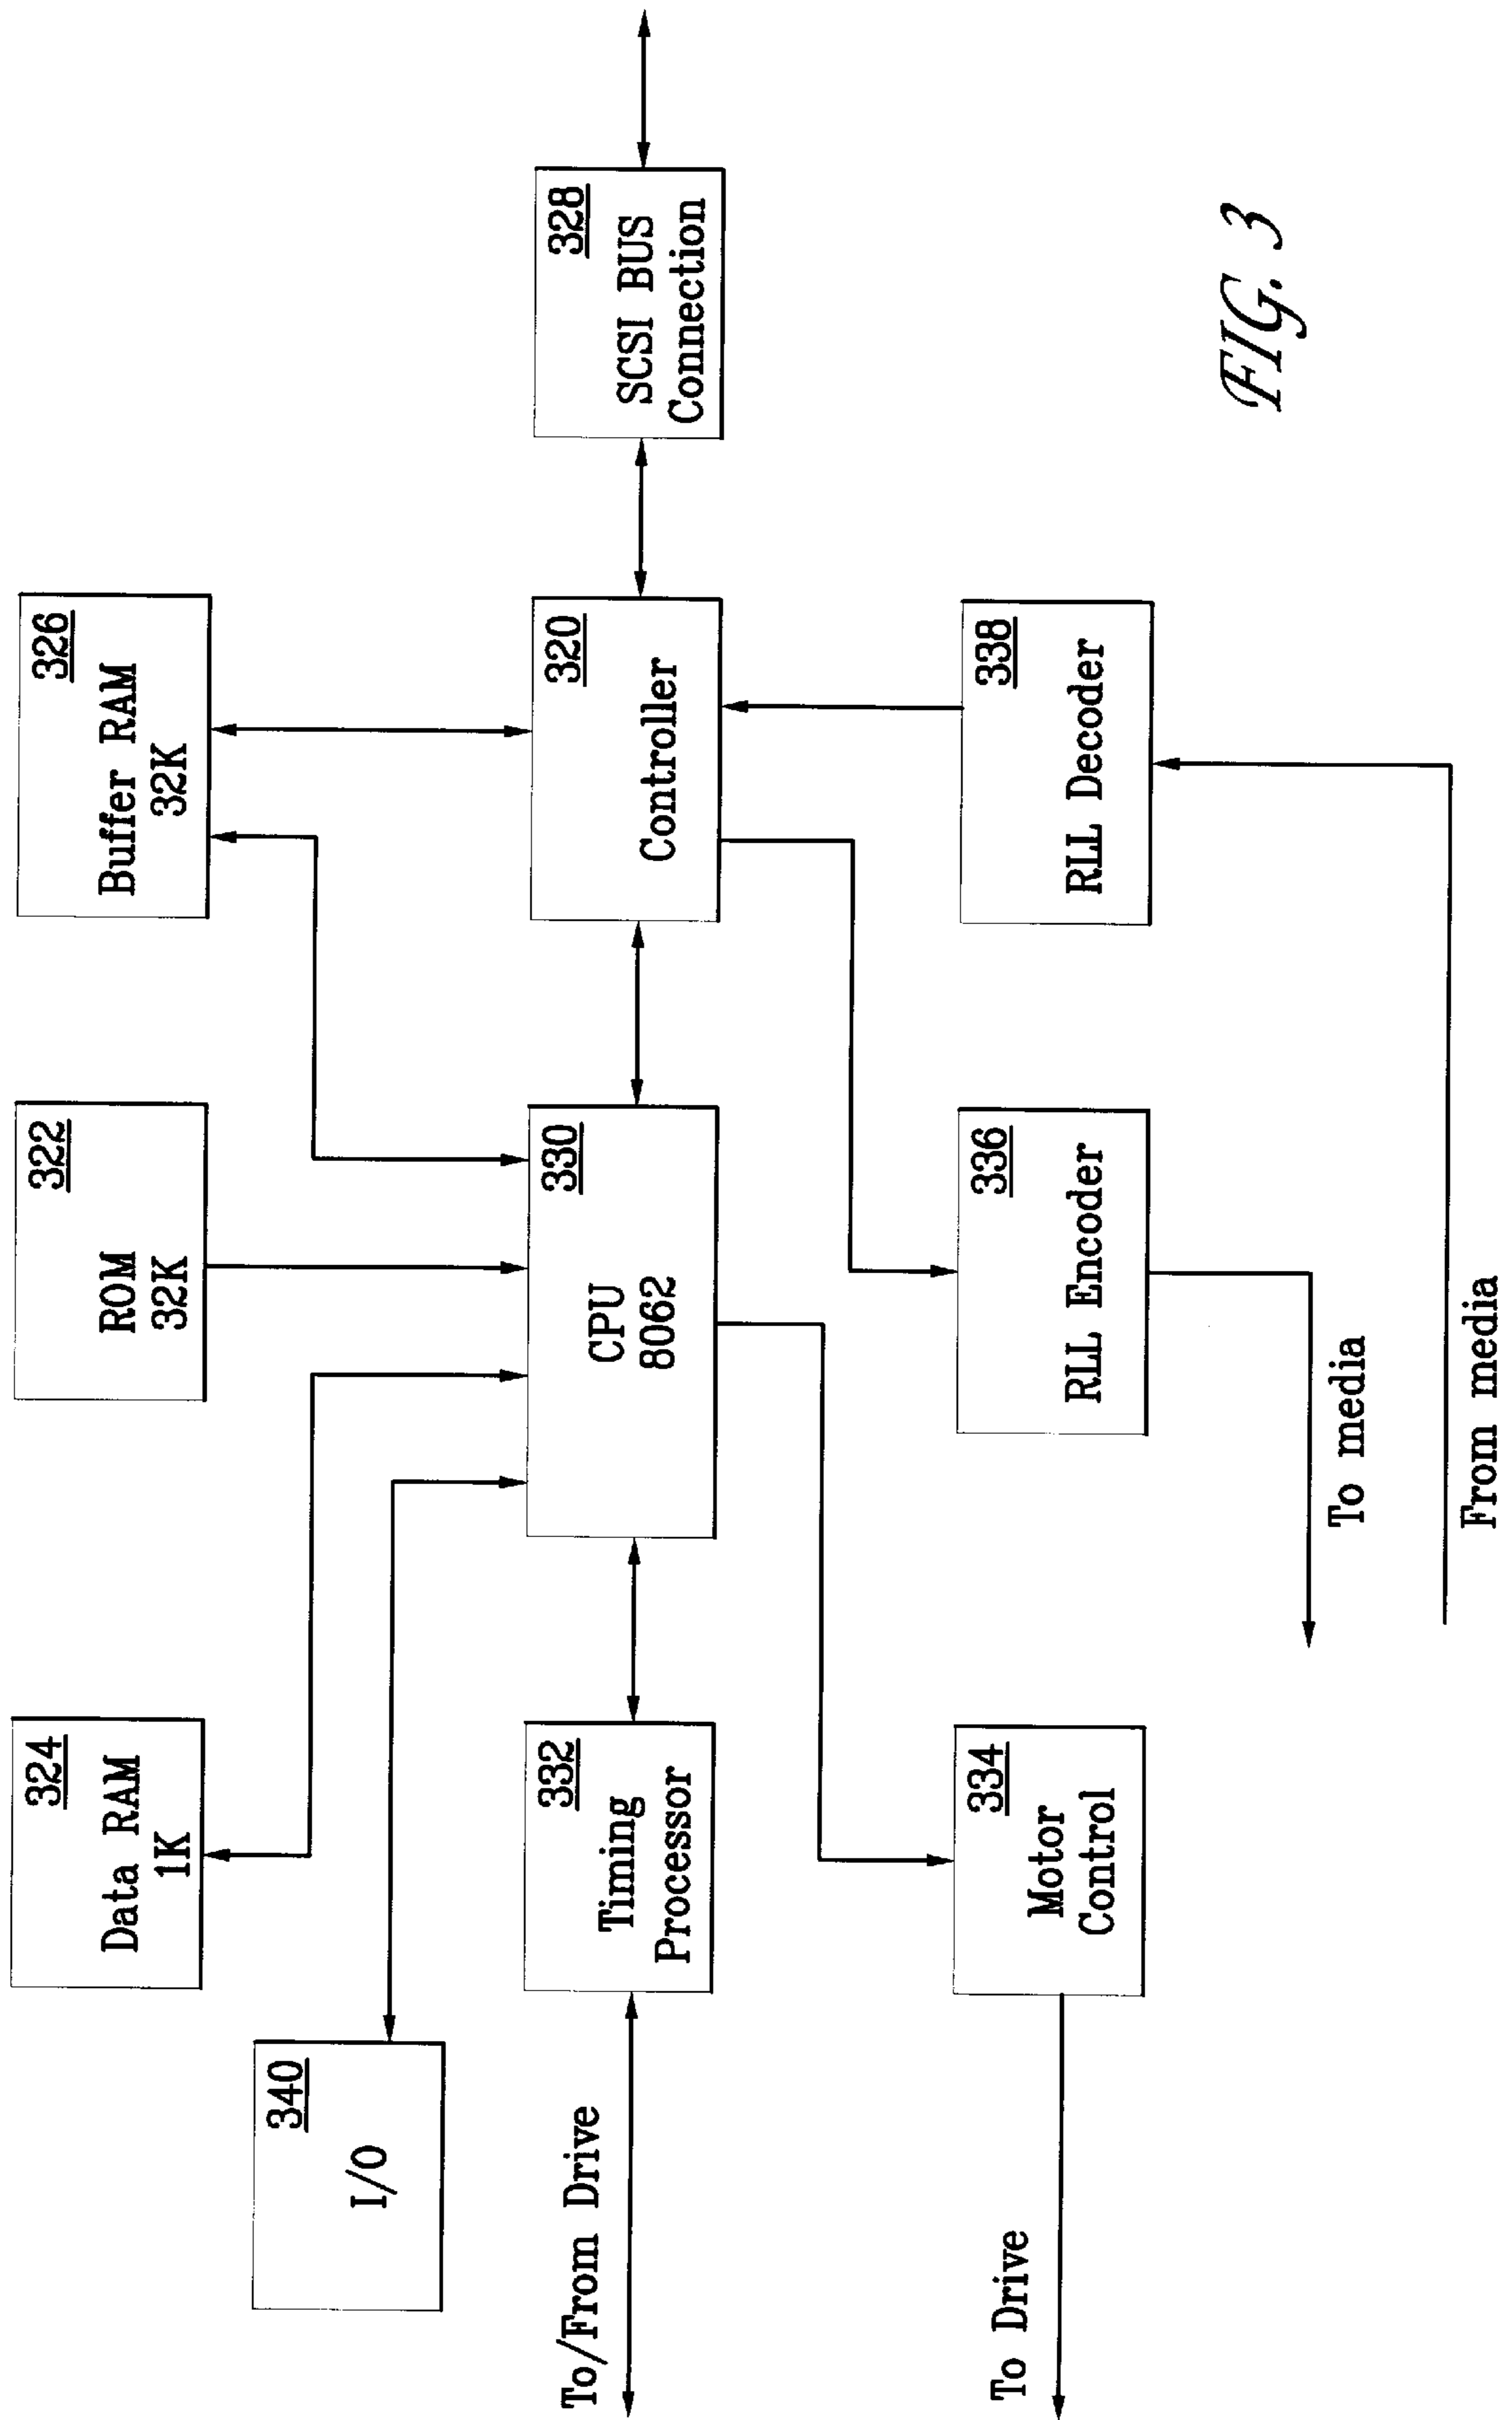 324
Data RAM
1K
322
ROM
32K
326
Buffer RAM
32K
340
I/O
To/From Drive
332
Timing
Processor
330
CPU
8062
320
Controller
328
SCSI BUS
Connection
To Drive
334
Motor
Control
336
RLL Encoder
338
RLL Decoder
To media
From media
FIG. 3